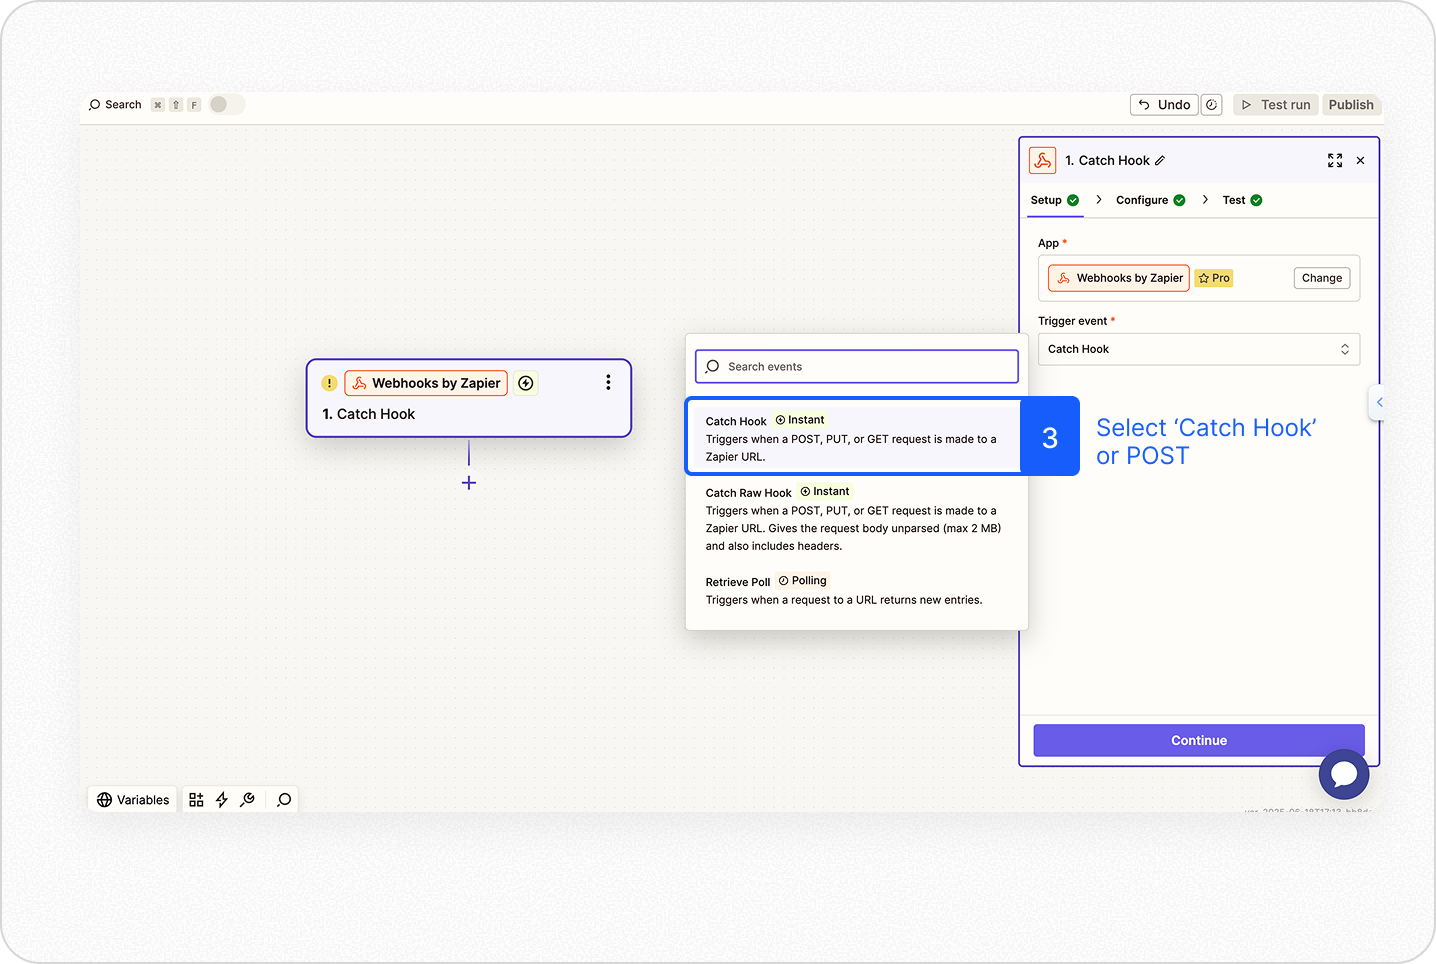 Search ⌘ ⇧ F
Undo
Test run
Publish
1. Catch Hook
Setup
Configure
Test
App *
Webhooks by Zapier
Pro
Change
Trigger event *
Catch Hook
! Webhooks by Zapier
1. Catch Hook
Search events
Catch Hook Instant
Triggers when a POST, PUT, or GET request is made to a
Zapier URL.
3
Select ‘Catch Hook’
or POST
Catch Raw Hook Instant
Triggers when a POST, PUT, or GET request is made to a
Zapier URL. Gives the request body unparsed (max 2 MB)
and also includes headers.
Retrieve Poll Polling
Triggers when a request to a URL returns new entries.
Continue
Variables